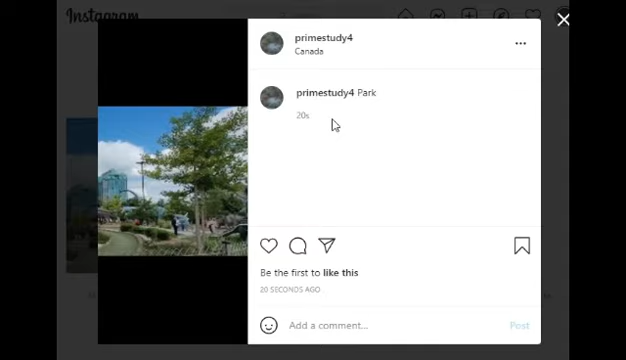 Instagram
primestudy4
Canada
primestudy4 Park
20s
Be the first to like this
20 SECONDS AGO
Add a comment...
Post